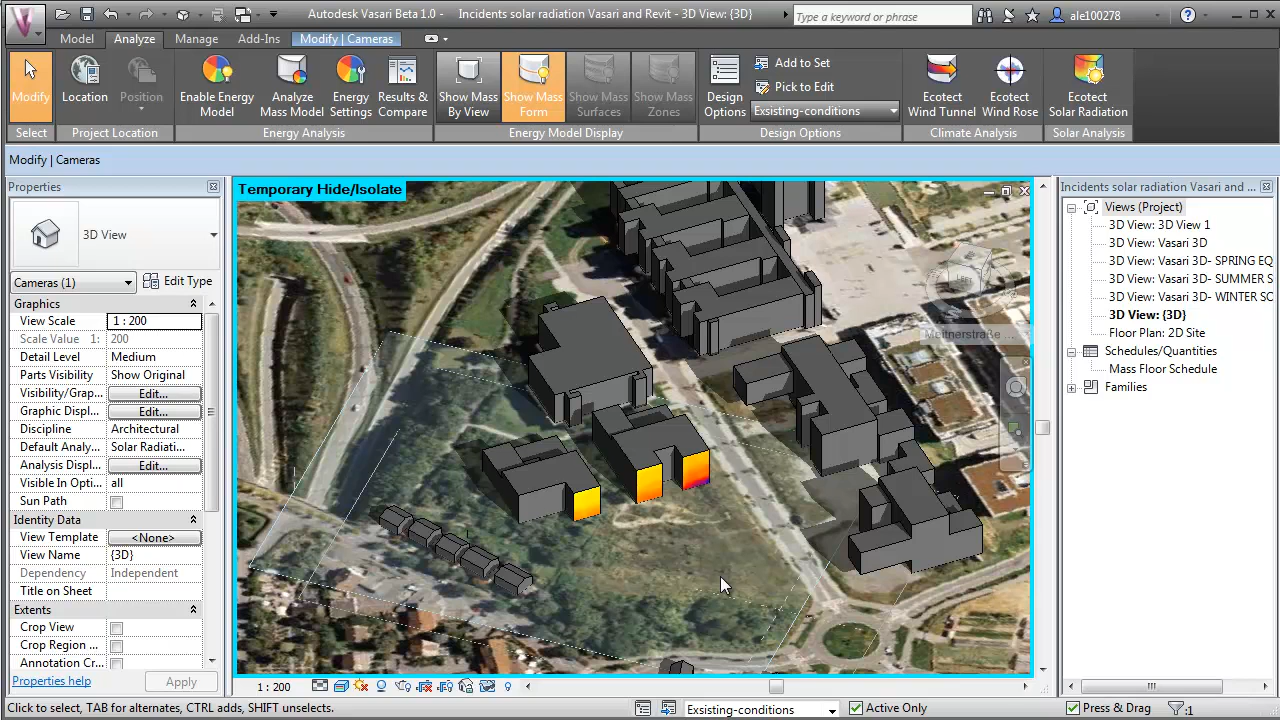 Autodesk Vasari Beta 1.0 - Incidents solar radiation Vasari and Revit - 3D View: {3D}
Type a keyword or phrase
ale100278
Model
Analyze
Manage
Add-Ins
Modify | Cameras
Modify
Location
Position
Enable Energy
Model
Analyze
Mass Model
Energy
Settings
Results &
Compare
Show Mass
By View
Show Mass
Form
Show Mass
Surfaces
Show Mass
Zones
Design
Options
Add to Set
Pick to Edit
Exsisting-conditions
Ecotect
Wind Tunnel
Ecotect
Wind Rose
Ecotect
Solar Radiation
Select
Project Location
Energy Analysis
Energy Model Display
Design Options
Climate Analysis
Solar Analysis
Modify | Cameras
Properties
3D View
Cameras (1)
Edit Type
Graphics
View Scale 1 : 200
Scale Value 1: 200
Detail Level Medium
Parts Visibility Show Original
Visibility/Grap... Edit...
Graphic Displ... Edit...
Discipline Architectural
Default Analy... Solar Radiati...
Analysis Displ... Edit...
Visible In Opti... all
Sun Path
Identity Data
View Template <None>
View Name {3D}
Dependency Independent
Title on Sheet
Extents
Crop View
Crop Region ...
Annotation Cr...
Properties help
Apply
Temporary Hide/Isolate
Meitnerstraße ...
1 : 200
Incidents solar radiation Vasari and ...
Views (Project)
3D View: 3D View 1
3D View: Vasari 3D
3D View: Vasari 3D- SPRING EQ
3D View: Vasari 3D- SUMMER S
3D View: Vasari 3D- WINTER SC
3D View: {3D}
Floor Plan: 2D Site
Schedules/Quantities
Mass Floor Schedule
Families
Click to select, TAB for alternates, CTRL adds, SHIFT unselects.
Exsisting-conditions
Active Only
Press & Drag
:1